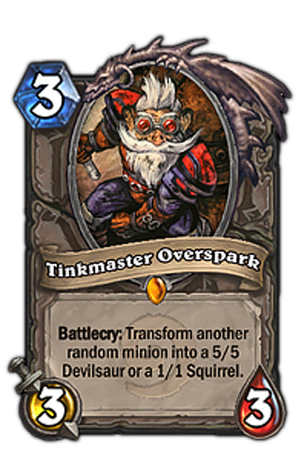 3
Tinkmaster Overspark
Battlecry: Transform another
random minion into a 5/5
Devilsaur or a 1/1 Squirrel.
3
3